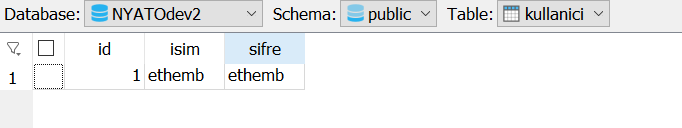 Database: NYATOdev2 Schema: public Table: kullanici
id isim sifre
1 1 ethemb ethemb